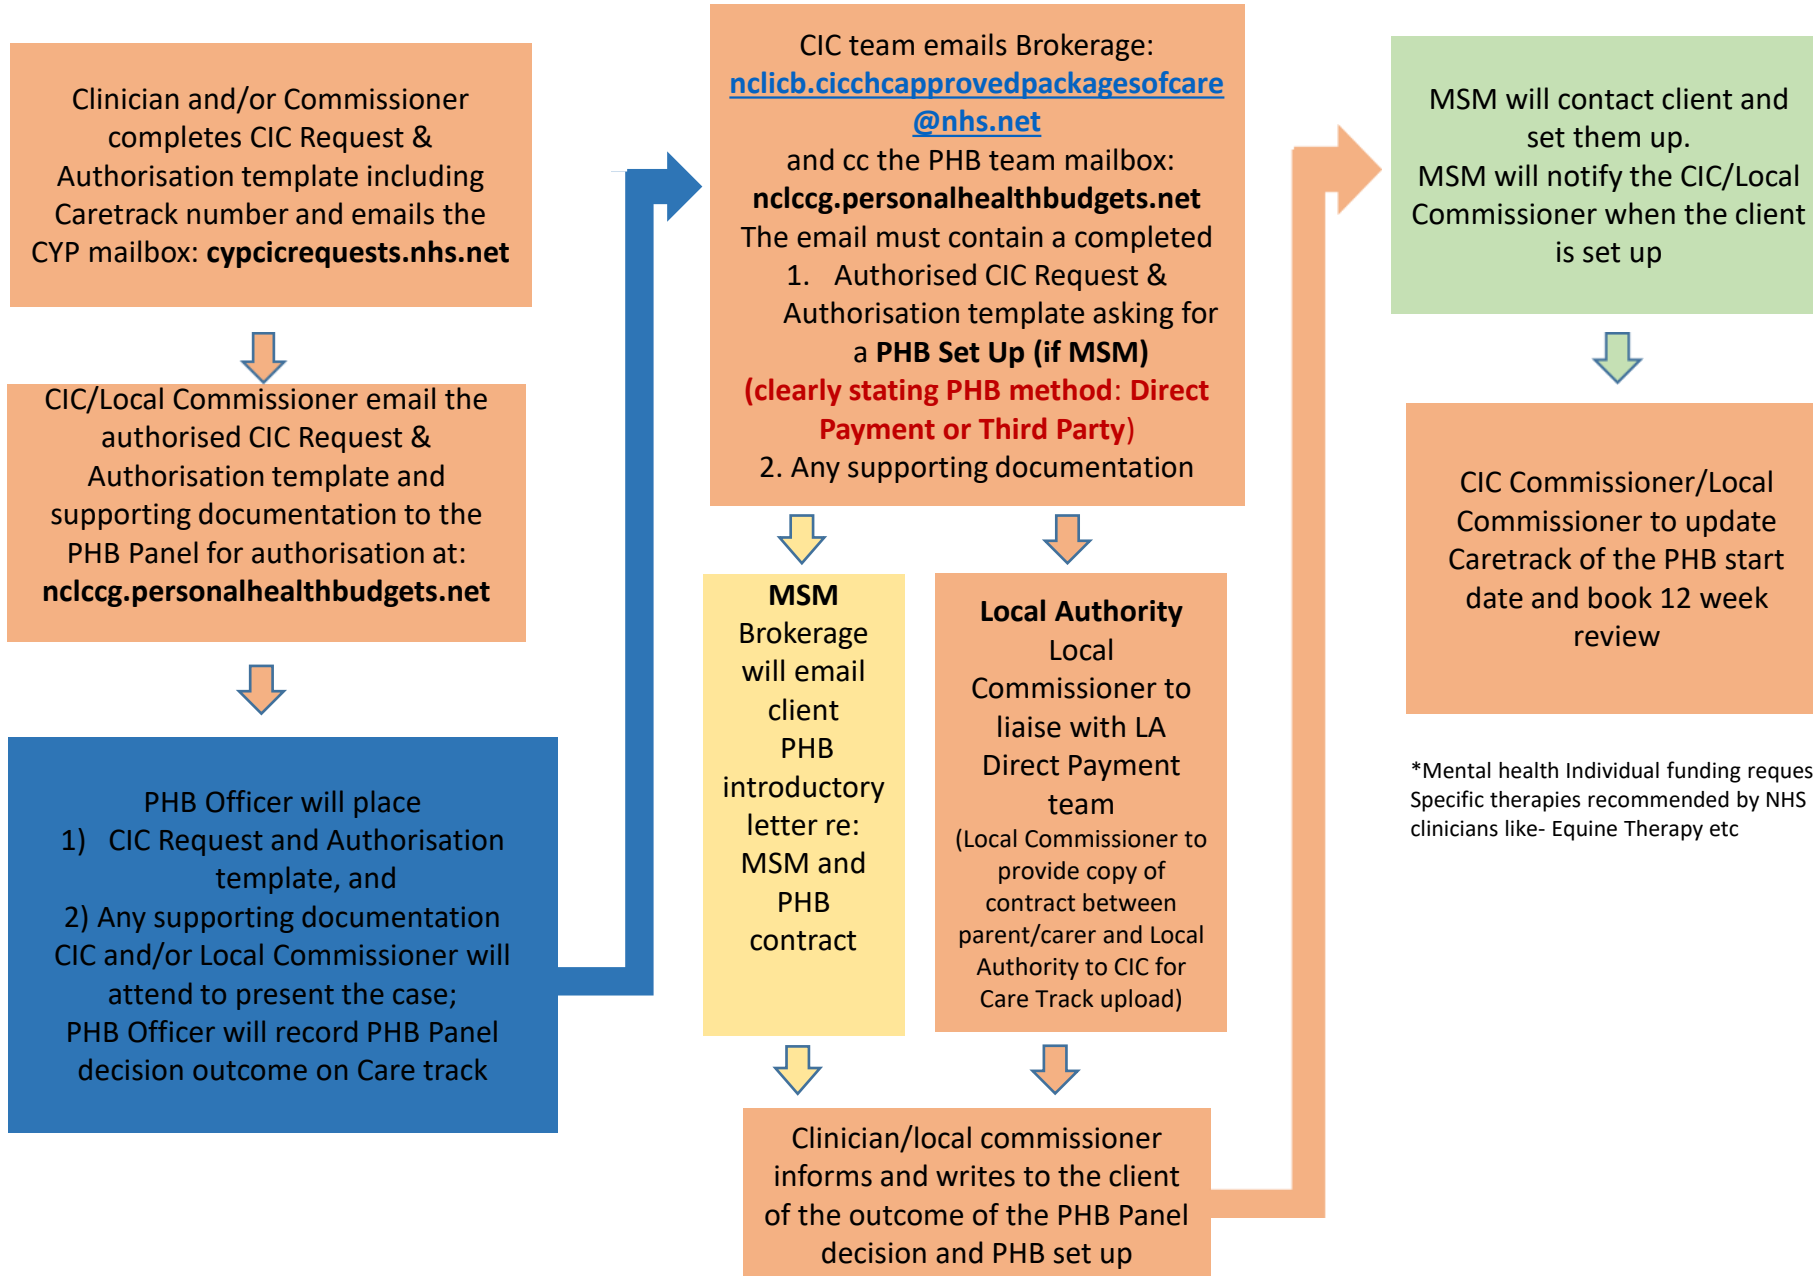 Clinician and/or Commissioner
completes CIC Request &
Authorisation template including
Caretrack number and emails the
CYP mailbox: cypcicrequests.nhs.net
CIC/Local Commissioner email the
authorised CIC Request &
Authorisation template and
supporting documentation to the
PHB Panel for authorisation at:
nclccg.personalhealthbudgets.net
PHB Officer will place
1) CIC Request and Authorisation
template, and
2) Any supporting documentation
CIC and/or Local Commissioner will
attend to present the case;
PHB Officer will record PHB Panel
decision outcome on Care track
CIC team emails Brokerage:
nclicb.cicchcapprovedpackagesofcare
@nhs.net
and cc the PHB team mailbox:
nclccg.personalhealthbudgets.net
The email must contain a completed
1. Authorised CIC Request &
Authorisation template asking for
a PHB Set Up (if MSM)
(clearly stating PHB method: Direct
Payment or Third Party)
2. Any supporting documentation
MSM
Brokerage
will email
client
PHB
introductory
letter re:
MSM and
PHB
contract
Local Authority
Local
Commissioner to
liaise with LA
Direct Payment
team
(Local Commissioner to
provide copy of
contract between
parent/carer and Local
Authority to CIC for
Care Track upload)
Clinician/local commissioner
informs and writes to the client
of the outcome of the PHB Panel
decision and PHB set up
MSM will contact client and
set them up.
MSM will notify the CIC/Local
Commissioner when the client
is set up
CIC Commissioner/Local
Commissioner to update
Caretrack of the PHB start
date and book 12 week
review
*Mental health Individual funding reques
Specific therapies recommended by NHS
clinicians like- Equine Therapy etc